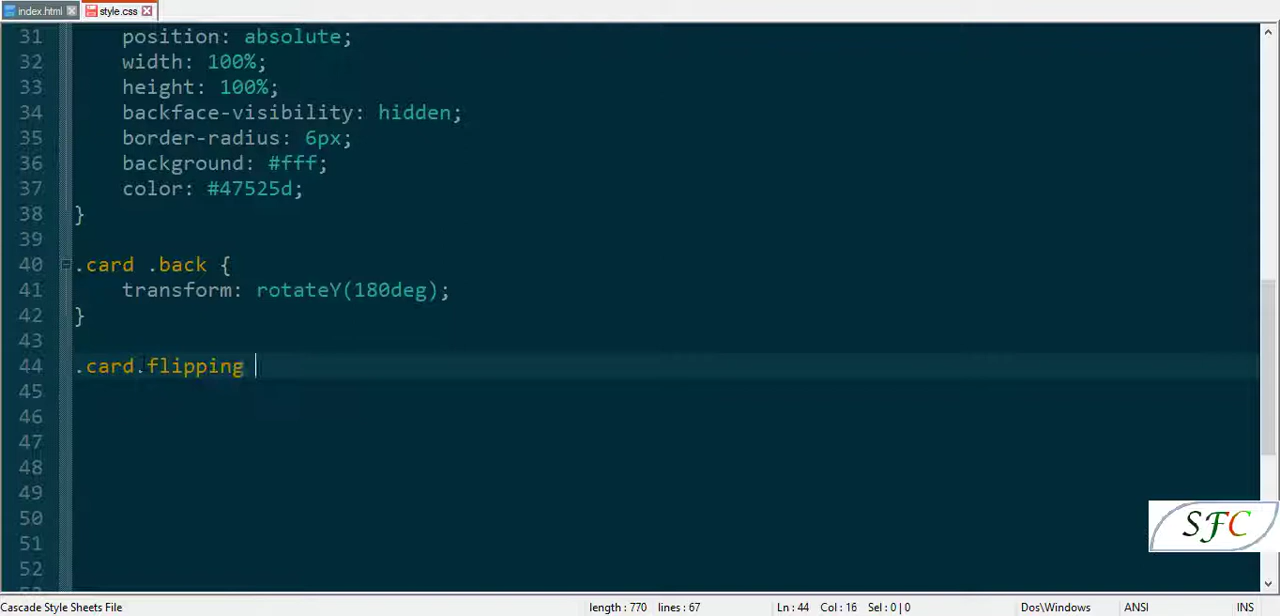 index.html style.css
31 position: absolute;
32 width: 100%;
33 height: 100%;
34 backface-visibility: hidden;
35 border-radius: 6px;
36 background: #fff;
37 color: #47525d;
38 }
39
40 .card .back {
41 transform: rotateY(180deg);
42 }
43
44 .card.flipping
45
46
47
48
49
50
51
52
SFC
Cascade Style Sheets File length : 770 lines : 67 Ln : 44 Col : 16 Sel : 0 | 0 Dos\Windows ANSI INS